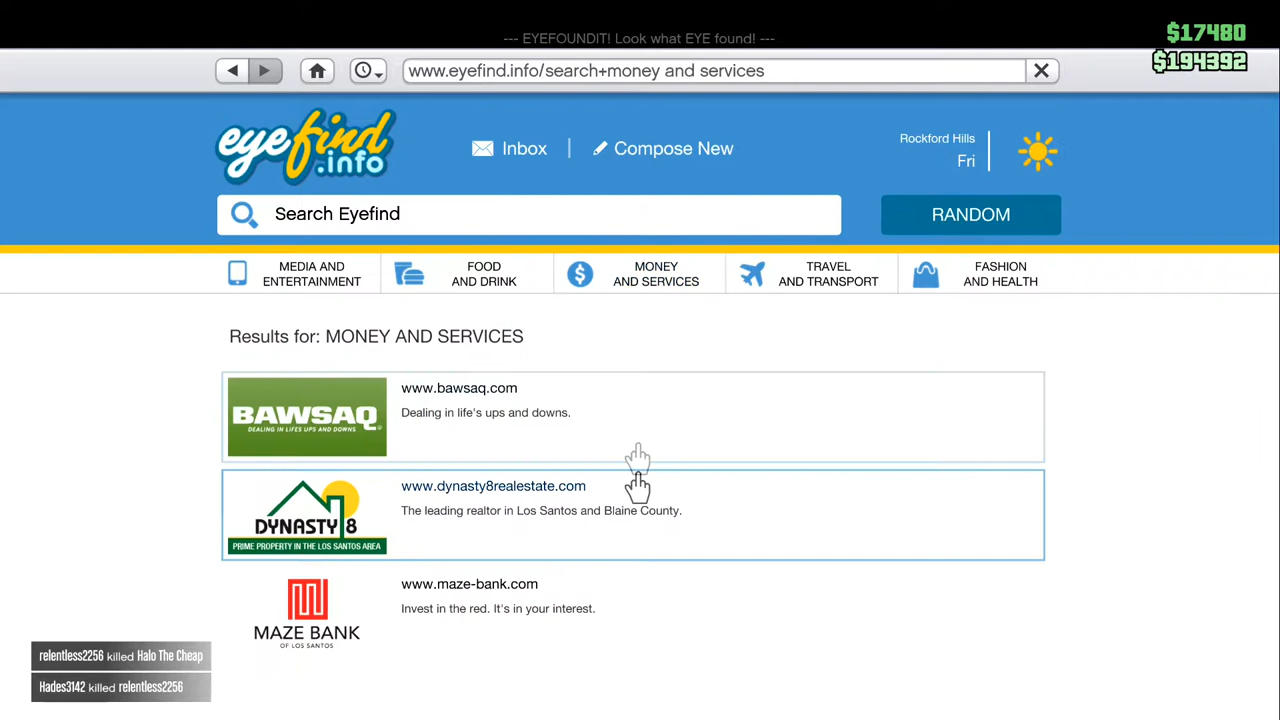 --- EYEFOUNDIT! Look what EYE found! ---
$17480
$194392
www.eyefind.info/search+money and services
eyefind
.info
Inbox
Compose New
Rockford Hills
Fri
Search Eyefind
RANDOM
MEDIA AND
ENTERTAINMENT
FOOD
AND DRINK
MONEY
AND SERVICES
TRAVEL
AND TRANSPORT
FASHION
AND HEALTH
Results for: MONEY AND SERVICES
BAWSAQ
DEALING IN LIFES UPS AND DOWNS
www.bawsaq.com
Dealing in life's ups and downs.
DYNASTY 8
PRIME PROPERTY IN THE LOS SANTOS AREA
www.dynasty8realestate.com
The leading realtor in Los Santos and Blaine County.
MAZE BANK
OF LOS SANTOS
www.maze-bank.com
Invest in the red. It's in your interest.
relentless2256 killed Halo The Cheap
Hades3142 killed relentless2256